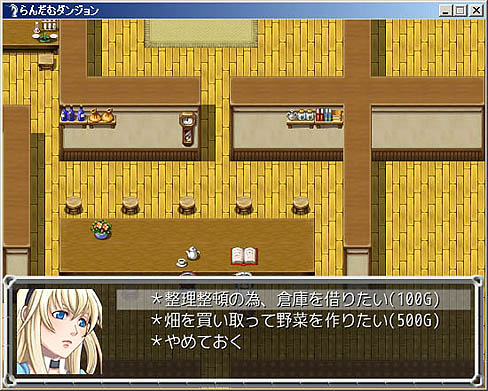 らんだむダンジョン
＊整理整頓の為、倉庫を借りたい(100G)
＊畑を買い取って野菜を作りたい(500G)
＊やめておく